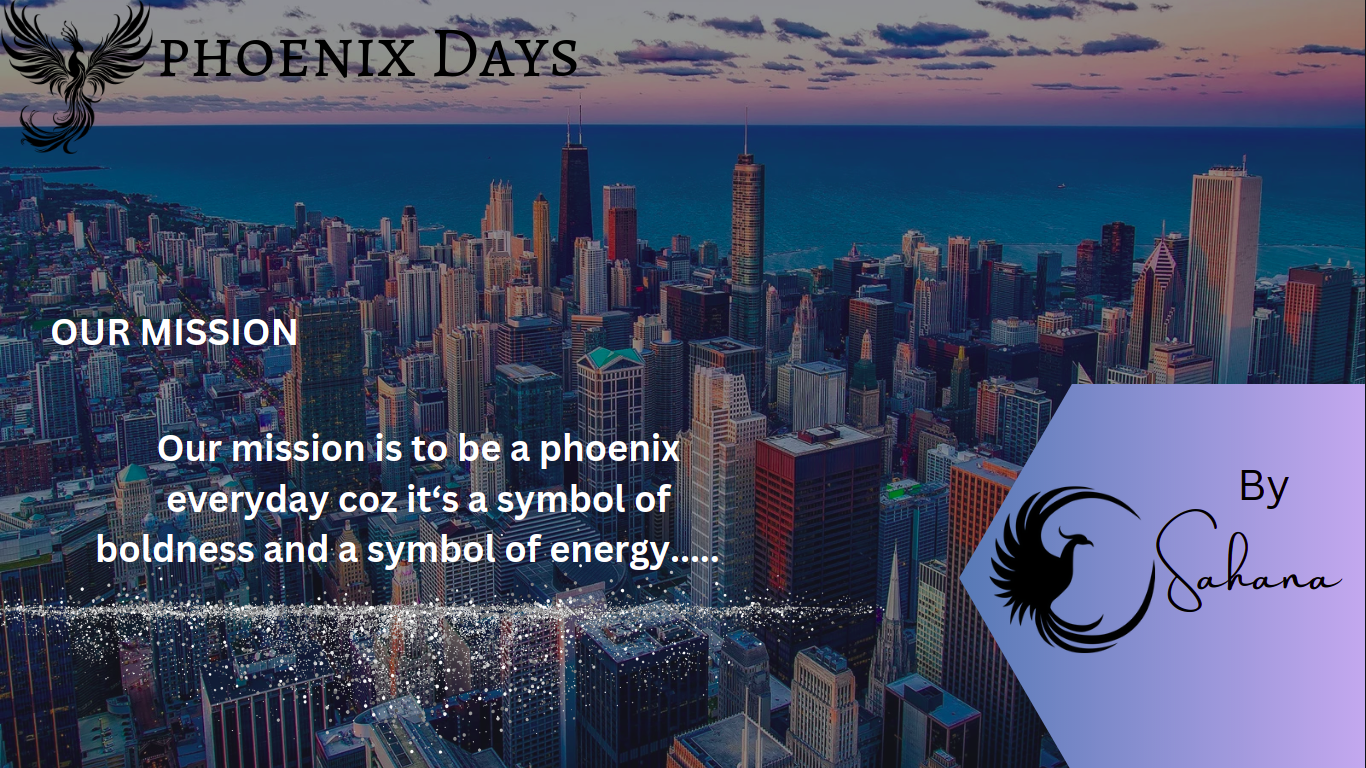 PHOENIX DAYS
OUR MISSION
Our mission is to be a phoenix
everyday coz it‘s a symbol of
boldness and a symbol of energy.....
By
Sahana